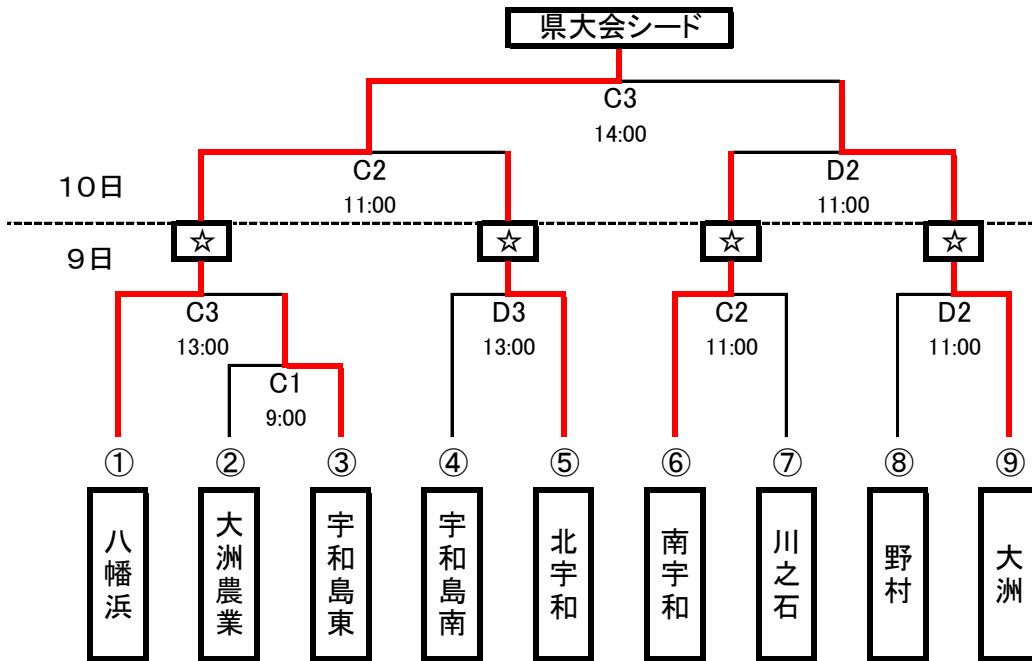 県大会シード
C3
14:00
C2
11:00
D2
11:00
10日
☆
☆
☆
☆
9日
C3
13:00
D3
13:00
C2
11:00
D2
11:00
C1
9:00
①
②
③
④
⑤
⑥
⑦
⑧
⑨
八幡浜
大洲農業
宇和島東
宇和島南
北宇和
南宇和
川之石
野村
大洲